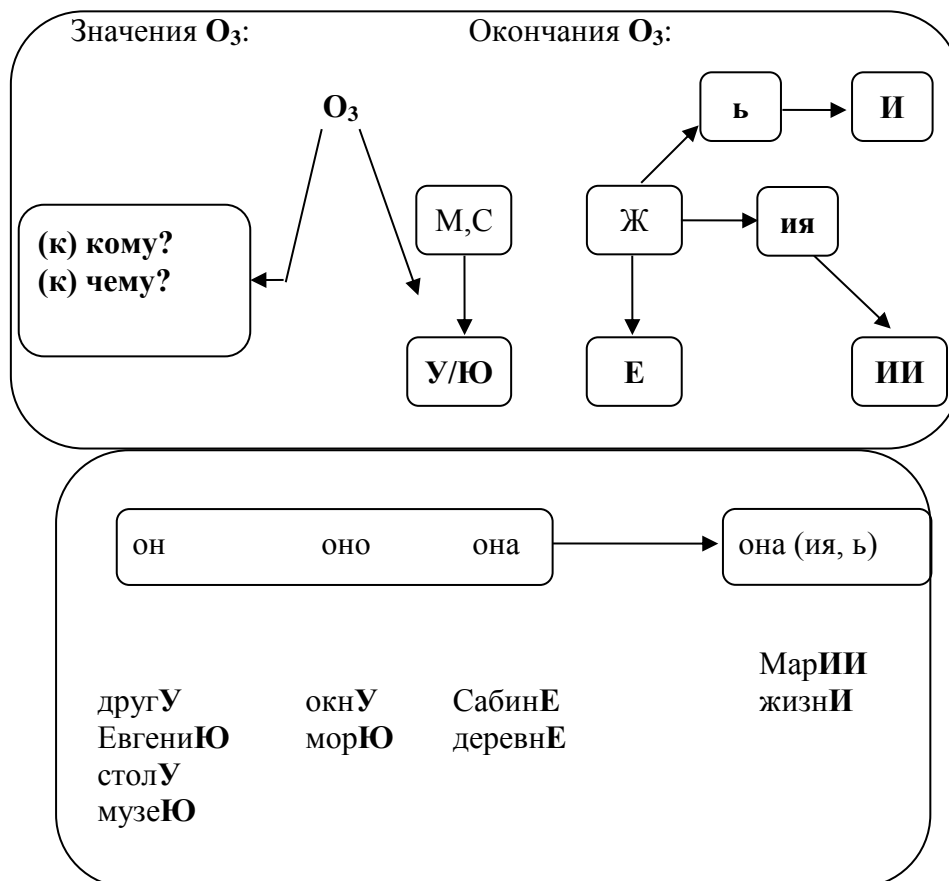 Значения О₃: Окончания О₃:
О₃
ь И
(к) кому?
(к) чему?
М,С Ж ия
У/Ю Е ИИ
он оно она она (ия, ь)
МарИИ
другУ окнУ СабинЕ жизнИ
ЕвгениЮ морЮ деревнЕ
столУ
музеЮ